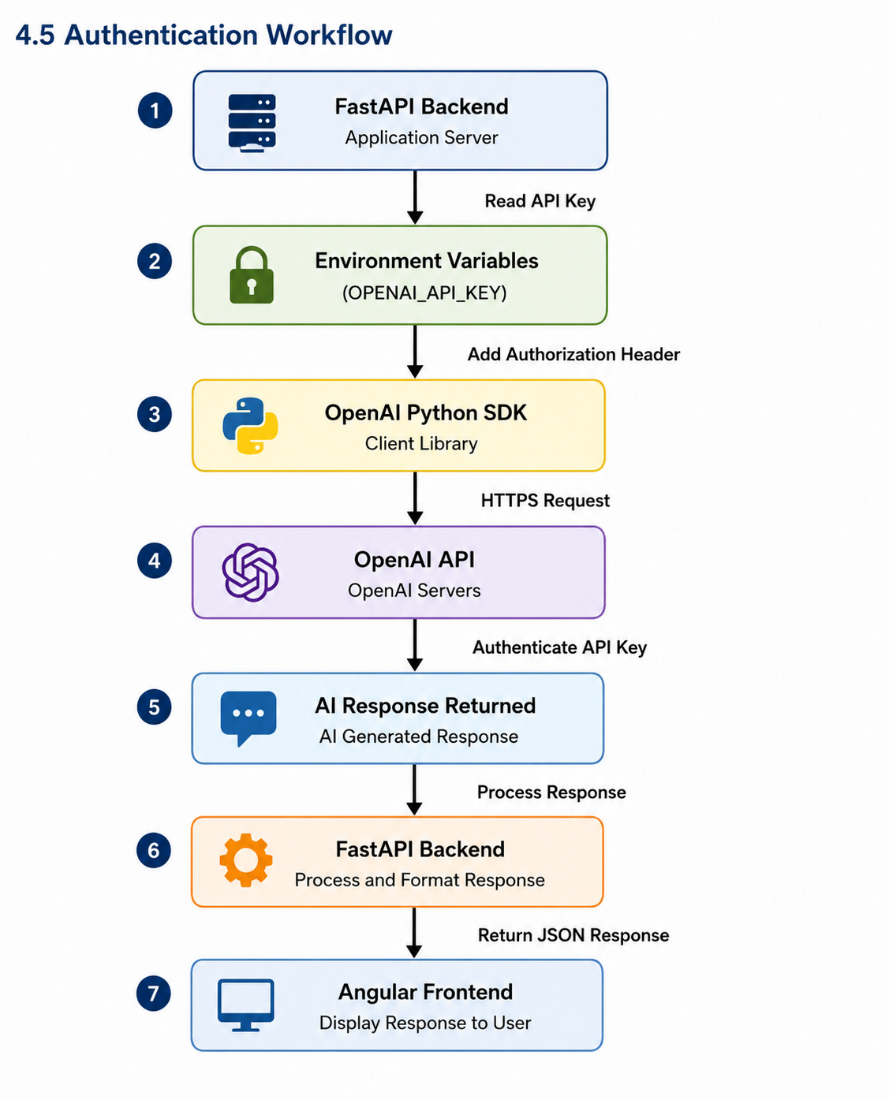 4.5 Authentication Workflow
1
FastAPI Backend
Application Server
Read API Key
2
Environment Variables
(OPENAI_API_KEY)
Add Authorization Header
3
OpenAI Python SDK
Client Library
HTTPS Request
4
OpenAI API
OpenAI Servers
Authenticate API Key
5
AI Response Returned
AI Generated Response
Process Response
6
FastAPI Backend
Process and Format Response
Return JSON Response
7
Angular Frontend
Display Response to User